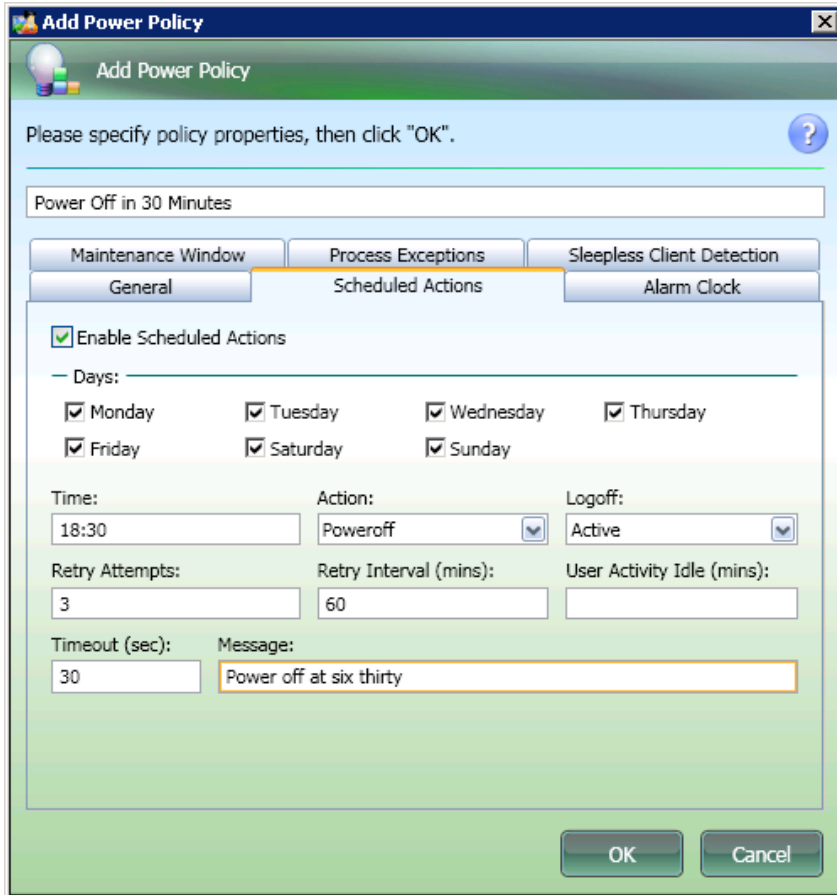 Add Power Policy
Add Power Policy
Please specify policy properties, then click "OK".
?
Power Off in 30 Minutes
Maintenance Window Process Exceptions Sleepless Client Detection
General Scheduled Actions Alarm Clock
Enable Scheduled Actions
Days:
Monday Tuesday Wednesday Thursday
Friday Saturday Sunday
Time: Action: Logoff:
18:30 Poweroff Active
Retry Attempts: Retry Interval (mins): User Activity Idle (mins):
3 60
Timeout (sec): Message:
30 Power off at six thirty
OK Cancel